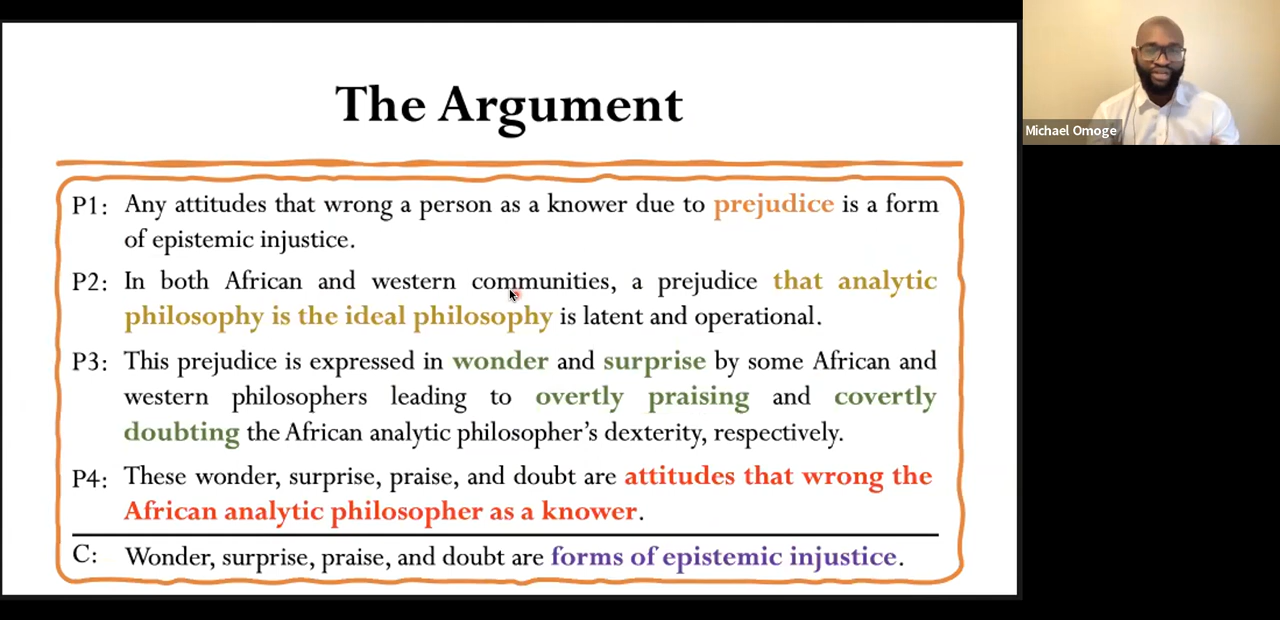 The Argument
P1: Any attitudes that wrong a person as a knower due to prejudice is a form
of epistemic injustice.
P2: In both African and western communities, a prejudice that analytic
philosophy is the ideal philosophy is latent and operational.
P3: This prejudice is expressed in wonder and surprise by some African and
western philosophers leading to overtly praising and covertly
doubting the African analytic philosopher's dexterity, respectively.
P4: These wonder, surprise, praise, and doubt are attitudes that wrong the
African analytic philosopher as a knower.
C: Wonder, surprise, praise, and doubt are forms of epistemic injustice.
Michael Omoge